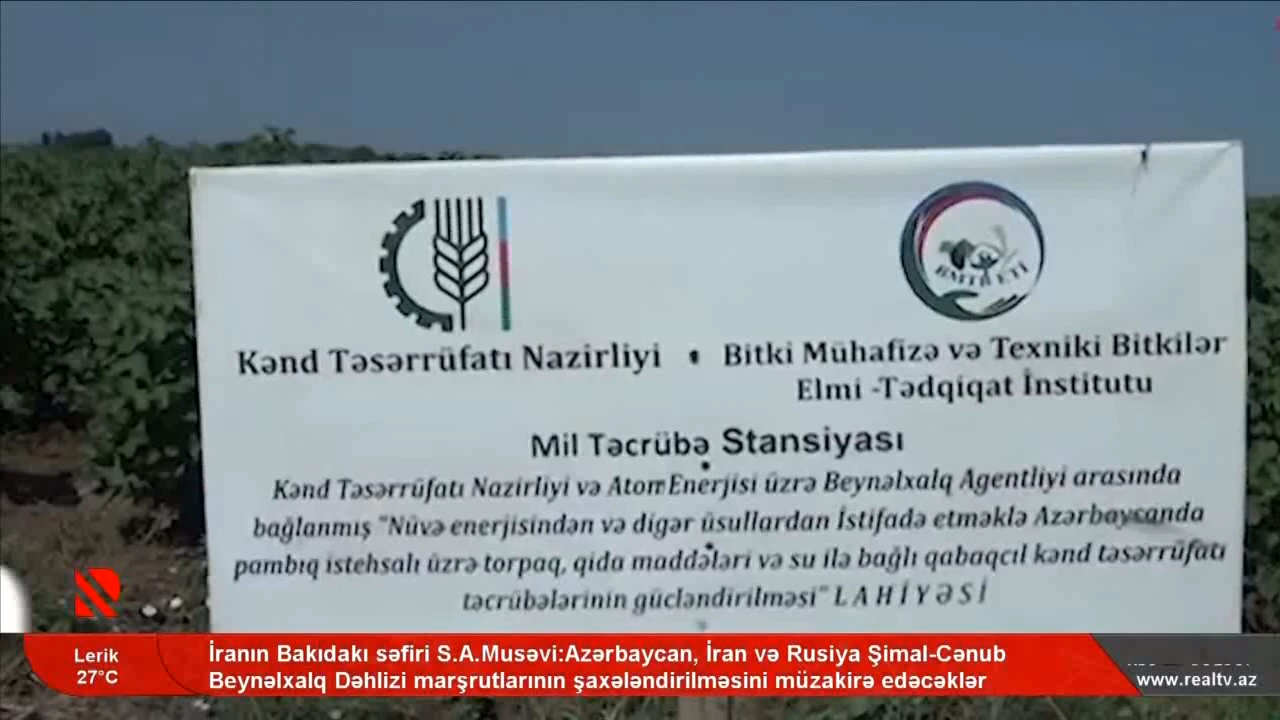 BMTB ETİ
Kənd Təsərrüfatı Nazirliyi • Bitki Mühafizə və Texniki Bitkilər
Elmi -Tədqiqat İnstitutu
Mil Təcrübə Stansiyası
Kənd Təsərrüfatı Nazirliyi və Atom Enerjisi üzrə Beynəlxalq Agentliyi arasında
bağlanmış "Nüvə enerjisindən və digər üsullardan İstifadə etməklə Azərbaycanda
pambıq istehsalı üzrə torpaq, qida maddələri və su ilə bağlı qabaqcıl kənd təsərrüfatı
təcrübələrinin gücləndirilməsi" L A H İ Y Ə S İ
Lerik
27°C
İranın Bakıdakı səfiri S.A.Musəvi:Azərbaycan, İran və Rusiya Şimal-Cənub
Beynəlxalq Dəhlizi marşrutlarının şaxələndirilməsini müzakirə edəcəklər
www.realtv.az